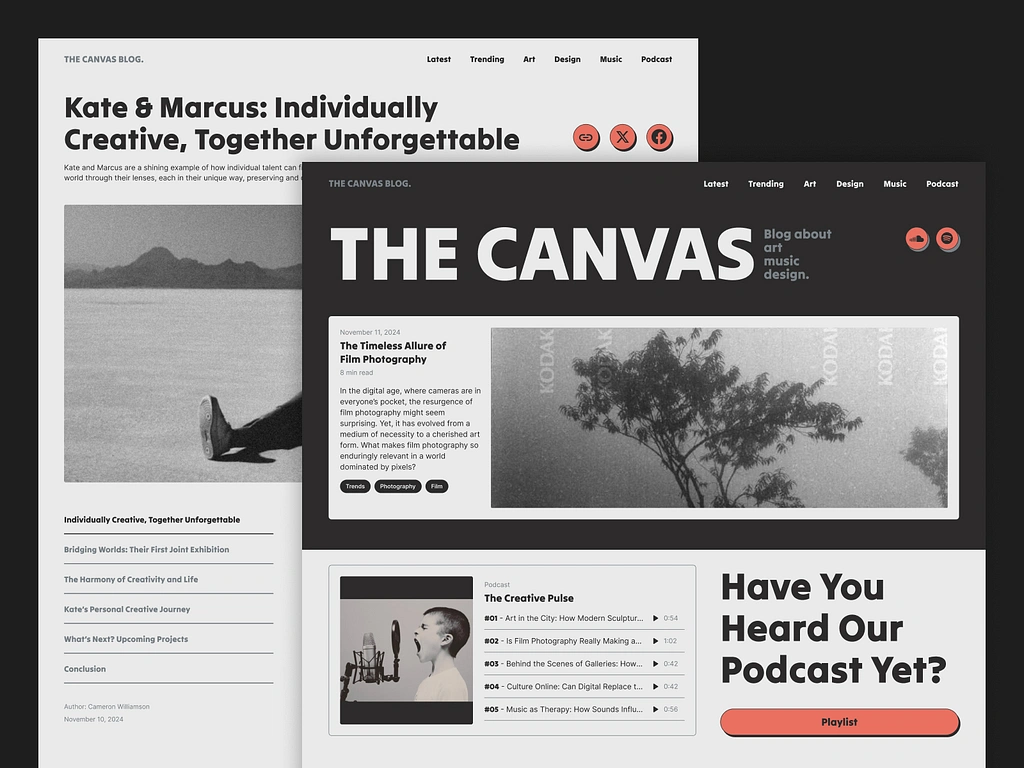 THE CANVAS BLOG.
Latest Trending Art Design Music Podcast
Kate & Marcus: Individually
Creative, Together Unforgettable
Kate and Marcus are a shining example of how individual talent can
world through their lenses, each in their unique way, preserving and
Individually Creative, Together Unforgettable
Bridging Worlds: Their First Joint Exhibition
The Harmony of Creativity and Life
Kate's Personal Creative Journey
What's Next? Upcoming Projects
Conclusion
Author: Cameron Williamson
November 10, 2024
THE CANVAS BLOG.
Latest Trending Art Design Music Podcast
THE CANVAS
Blog about
art
music
design.
November 11, 2024
The Timeless Allure of
Film Photography
8 min read
In the digital age, where cameras are in
everyone's pocket, the resurgence of
film photography might seem
surprising. Yet, it has evolved from a
medium of necessity to a cherished art
form. What makes film photography so
enduringly relevant in a world
dominated by pixels?
Trends Photography Film
KODAK KODAK KODAK KODAK KODAK
Podcast
The Creative Pulse
#01 - Art in the City: How Modern Sculptur... 0:54
#02 - Is Film Photography Really Making a... 1:02
#03 - Behind the Scenes of Galleries: How... 0:42
#04 - Culture Online: Can Digital Replace t... 0:42
#05 - Music as Therapy: How Sounds Influ... 0:56
Have You
Heard Our
Podcast Yet?
Playlist